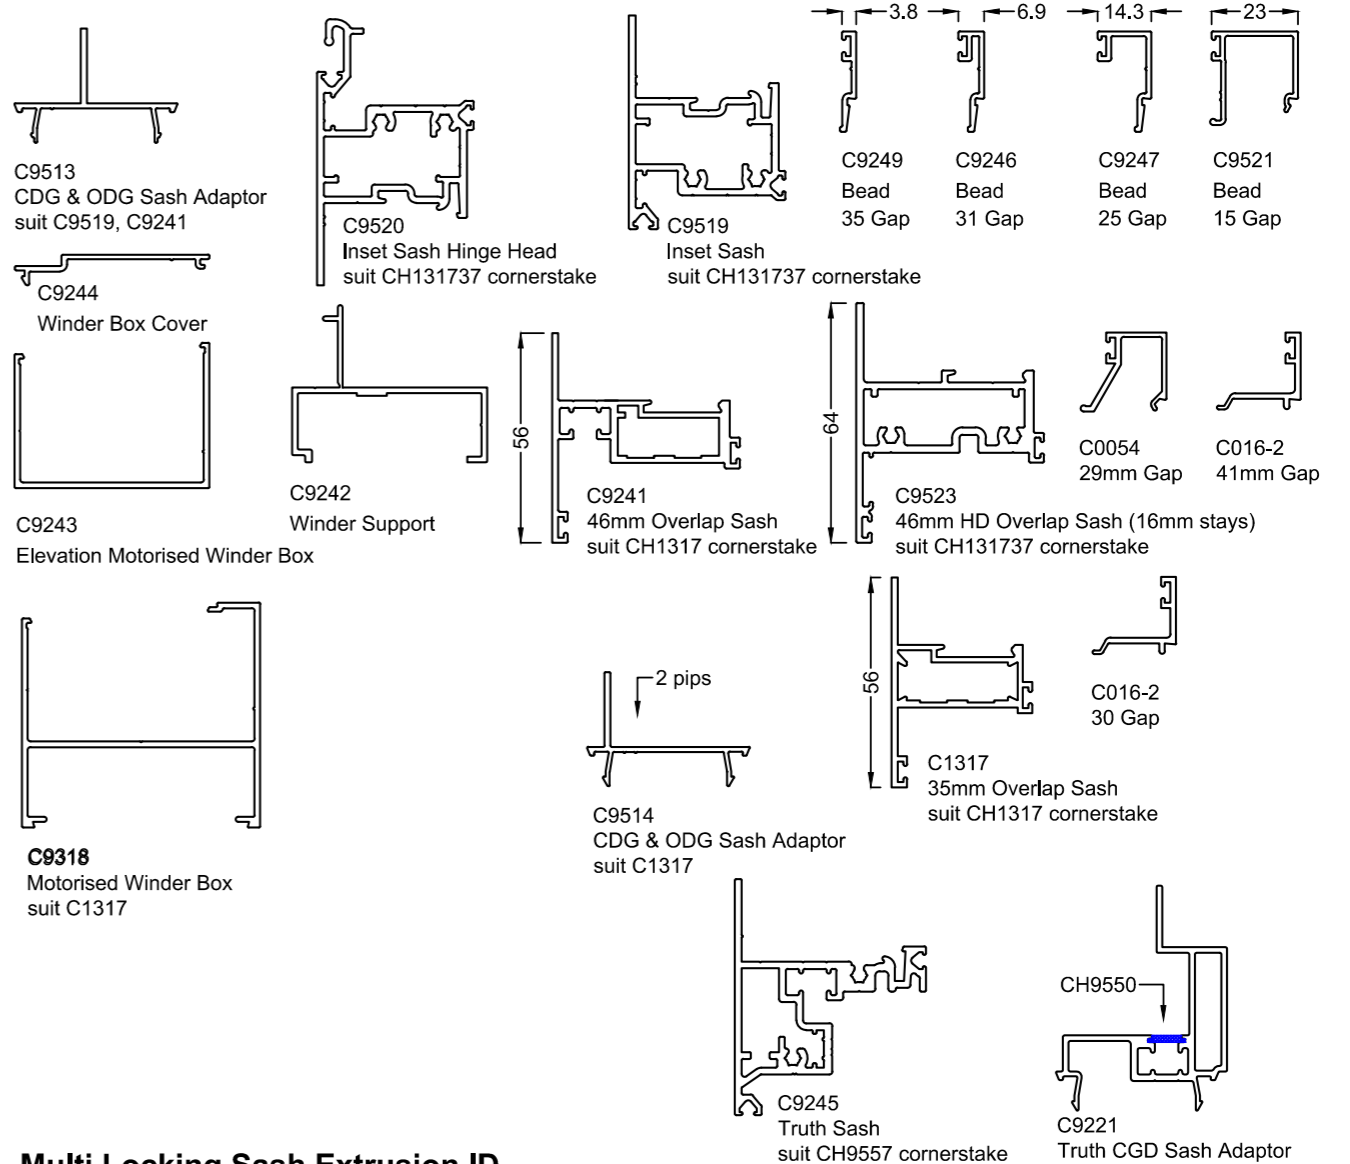 3.8
6.9
14.3
23
C9513
CDG & ODG Sash Adaptor
suit C9519, C9241
C9520
Inset Sash Hinge Head
suit CH131737 cornerstake
C9519
Inset Sash
suit CH131737 cornerstake
C9249
Bead
35 Gap
C9246
Bead
31 Gap
C9247
Bead
25 Gap
C9521
Bead
15 Gap
C9244
Winder Box Cover
C9243
Elevation Motorised Winder Box
C9242
Winder Support
56
C9241
46mm Overlap Sash
suit CH1317 cornerstake
64
C9523
46mm HD Overlap Sash (16mm stays)
suit CH131737 cornerstake
C0054
29mm Gap
C016-2
41mm Gap
C9318
Motorised Winder Box
suit C1317
2 pips
C9514
CDG & ODG Sash Adaptor
suit C1317
56
C1317
35mm Overlap Sash
suit CH1317 cornerstake
C016-2
30 Gap
C9245
Truth Sash
suit CH9557 cornerstake
CH9550
C9221
Truth CGD Sash Adaptor
Multi Locking Sash Extrusion ID